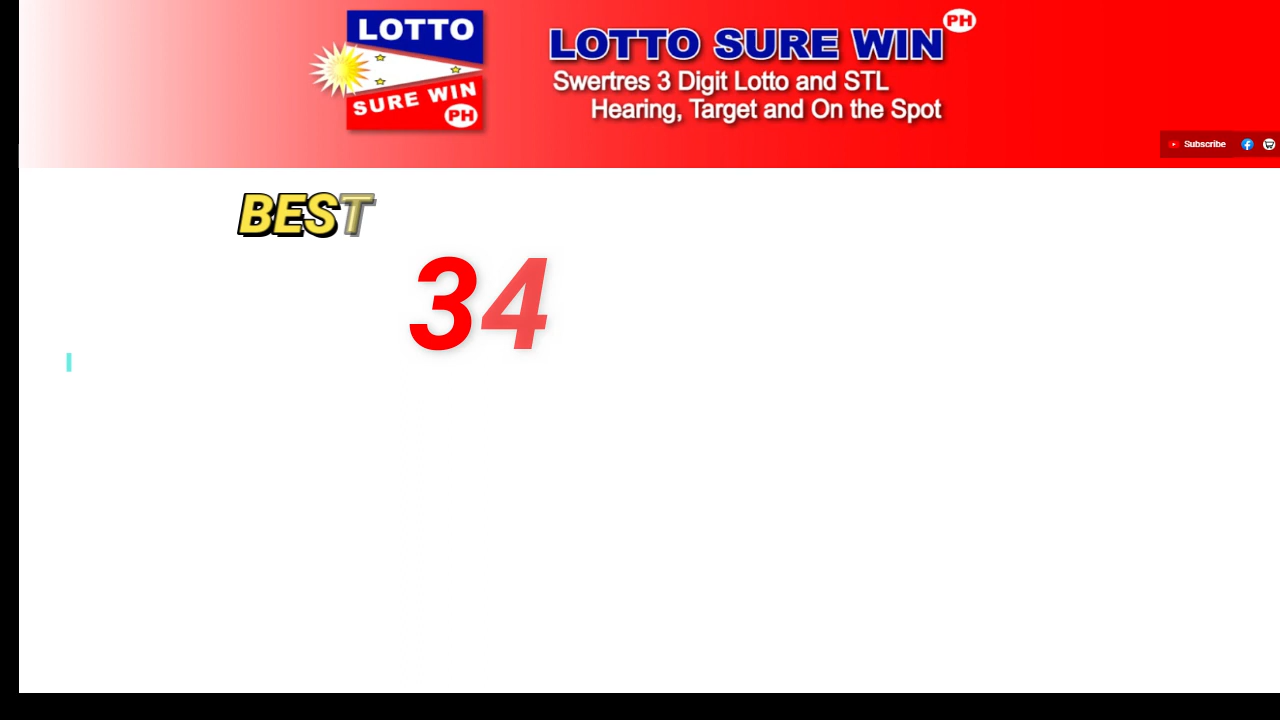 LOTTO
SURE WIN
PH
LOTTO SURE WIN PH
Swertres 3 Digit Lotto and STL
Hearing, Target and On the Spot
Subscribe
BEST
34